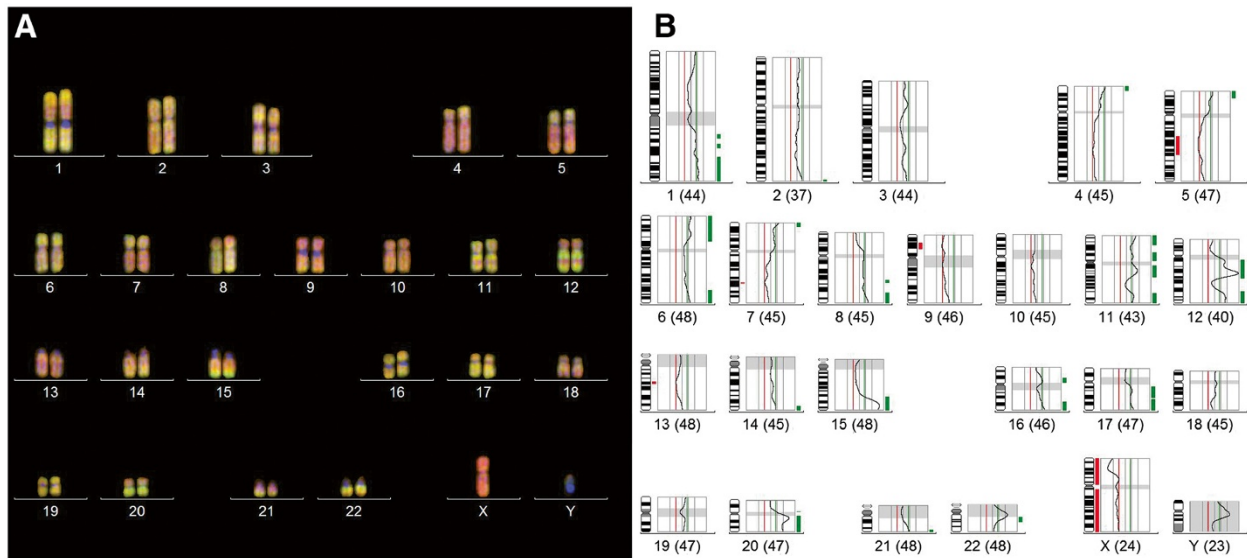 A
B
1 2 3 4 5
1 (44) 2 (37) 3 (44) 4 (45) 5 (47)
6 7 8 9 10 11 12
6 (48) 7 (45) 8 (45) 9 (46) 10 (45) 11 (43) 12 (40)
13 14 15 16 17 18
13 (48) 14 (45) 15 (48) 16 (46) 17 (47) 18 (45)
19 20 21 22 X Y
19 (47) 20 (47) 21 (48) 22 (48) X (24) Y (23)